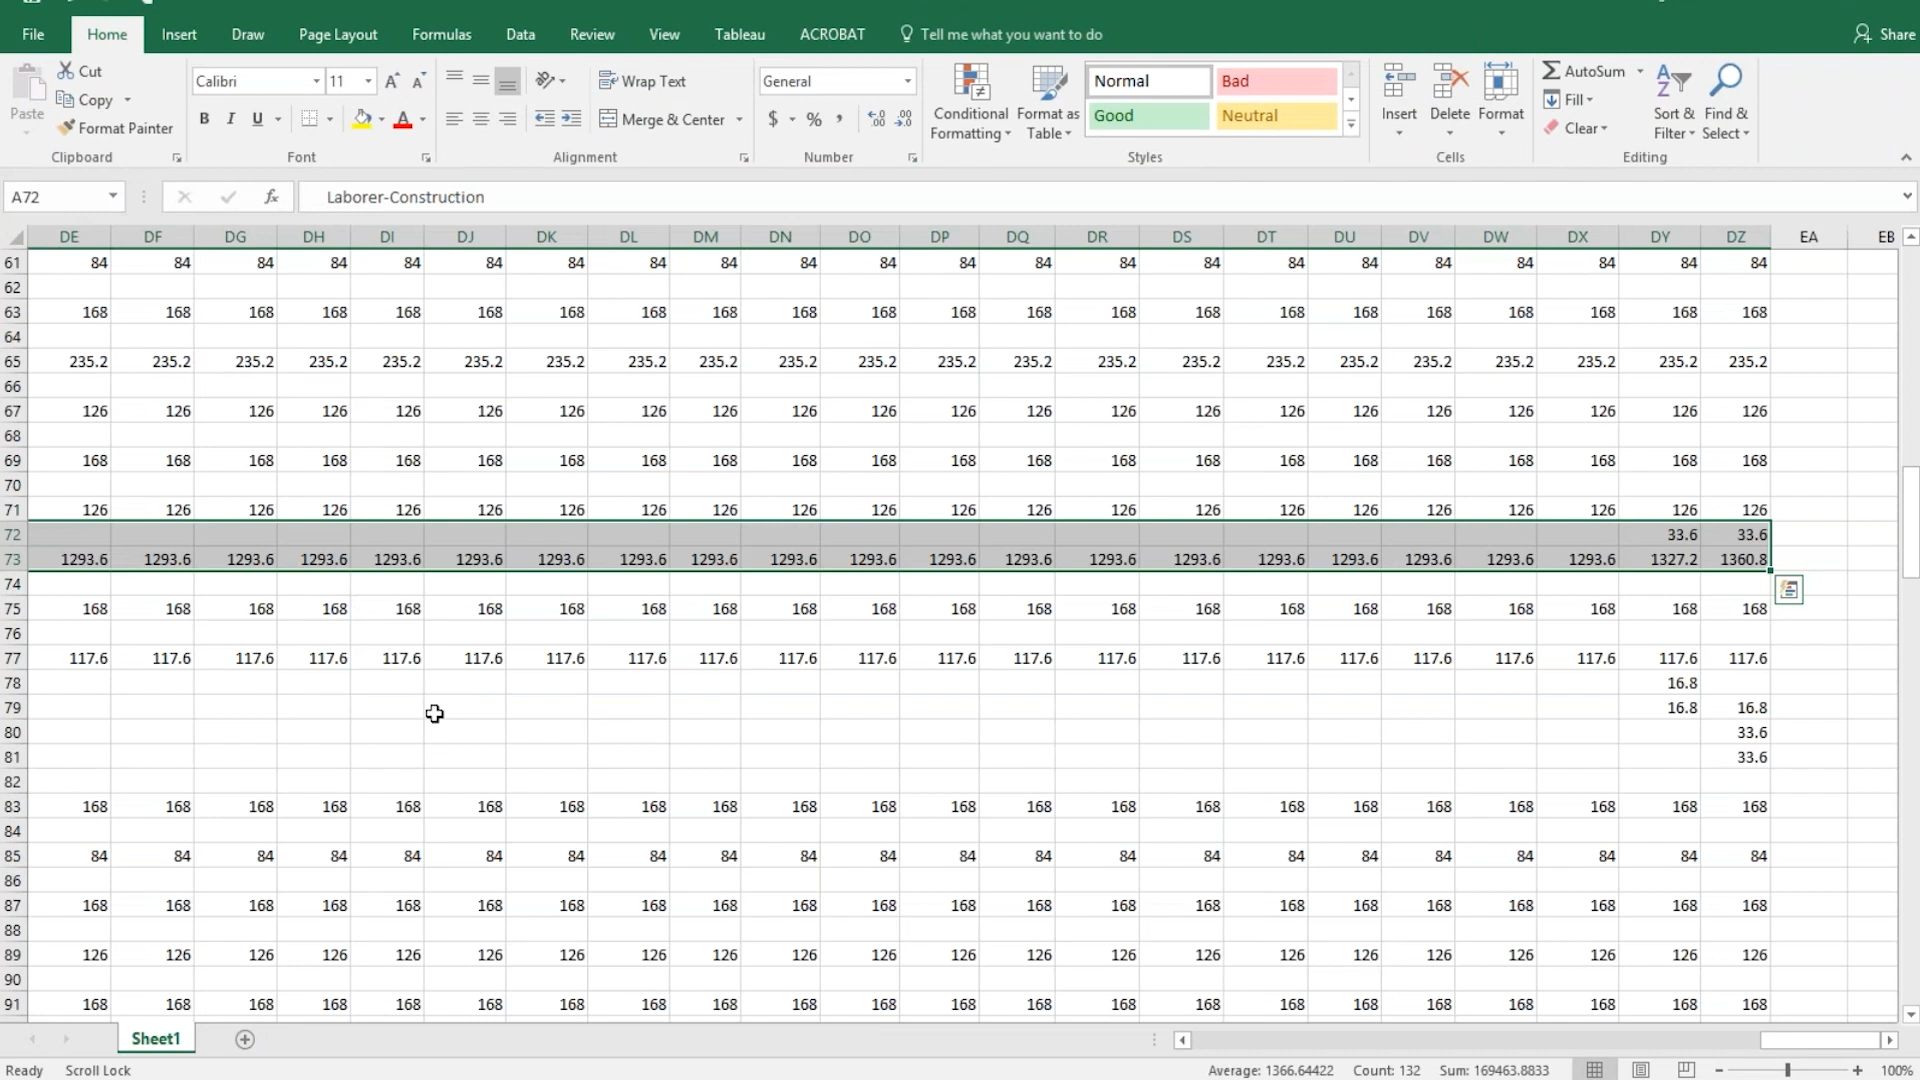 File Home Insert Draw Page Layout Formulas Data Review View Tableau ACROBAT Tell me what you want to do Share
Cut
Copy
Format Painter
Paste
Clipboard
Calibri 11 A A
B I U A
Font
Wrap Text
Merge & Center
Alignment
General
$ % , .00 .00
Number
Conditional Formatting
Format as Table
Normal Bad
Good Neutral
Styles
Insert Delete Format
Cells
AutoSum
Fill
Clear
Sort & Filter
Find & Select
Editing
A72 fx Laborer-Construction
DE DF DG DH DI DJ DK DL DM DN DO DP DQ DR DS DT DU DV DW DX DY DZ EA EB
61 84 84 84 84 84 84 84 84 84 84 84 84 84 84 84 84 84 84 84 84 84 84
62
63 168 168 168 168 168 168 168 168 168 168 168 168 168 168 168 168 168 168 168 168 168 168
64
65 235.2 235.2 235.2 235.2 235.2 235.2 235.2 235.2 235.2 235.2 235.2 235.2 235.2 235.2 235.2 235.2 235.2 235.2 235.2 235.2 235.2 235.2
66
67 126 126 126 126 126 126 126 126 126 126 126 126 126 126 126 126 126 126 126 126 126 126
68
69 168 168 168 168 168 168 168 168 168 168 168 168 168 168 168 168 168 168 168 168 168 168
70
71 126 126 126 126 126 126 126 126 126 126 126 126 126 126 126 126 126 126 126 126 126 126
72 33.6 33.6
73 1293.6 1293.6 1293.6 1293.6 1293.6 1293.6 1293.6 1293.6 1293.6 1293.6 1293.6 1293.6 1293.6 1293.6 1293.6 1293.6 1293.6 1293.6 1293.6 1293.6 1327.2 1360.8
74
75 168 168 168 168 168 168 168 168 168 168 168 168 168 168 168 168 168 168 168 168 168 168
76
77 117.6 117.6 117.6 117.6 117.6 117.6 117.6 117.6 117.6 117.6 117.6 117.6 117.6 117.6 117.6 117.6 117.6 117.6 117.6 117.6 117.6 117.6
78 16.8
79 16.8 16.8
80 33.6
81 33.6
82
83 168 168 168 168 168 168 168 168 168 168 168 168 168 168 168 168 168 168 168 168 168 168
84
85 84 84 84 84 84 84 84 84 84 84 84 84 84 84 84 84 84 84 84 84 84 84
86
87 168 168 168 168 168 168 168 168 168 168 168 168 168 168 168 168 168 168 168 168 168 168
88
89 126 126 126 126 126 126 126 126 126 126 126 126 126 126 126 126 126 126 126 126 126 126
90
91 168 168 168 168 168 168 168 168 168 168 168 168 168 168 168 168 168 168 168 168 168 168
Sheet1
Ready Scroll Lock Average: 1366.64422 Count: 132 Sum: 169463.8833 100%